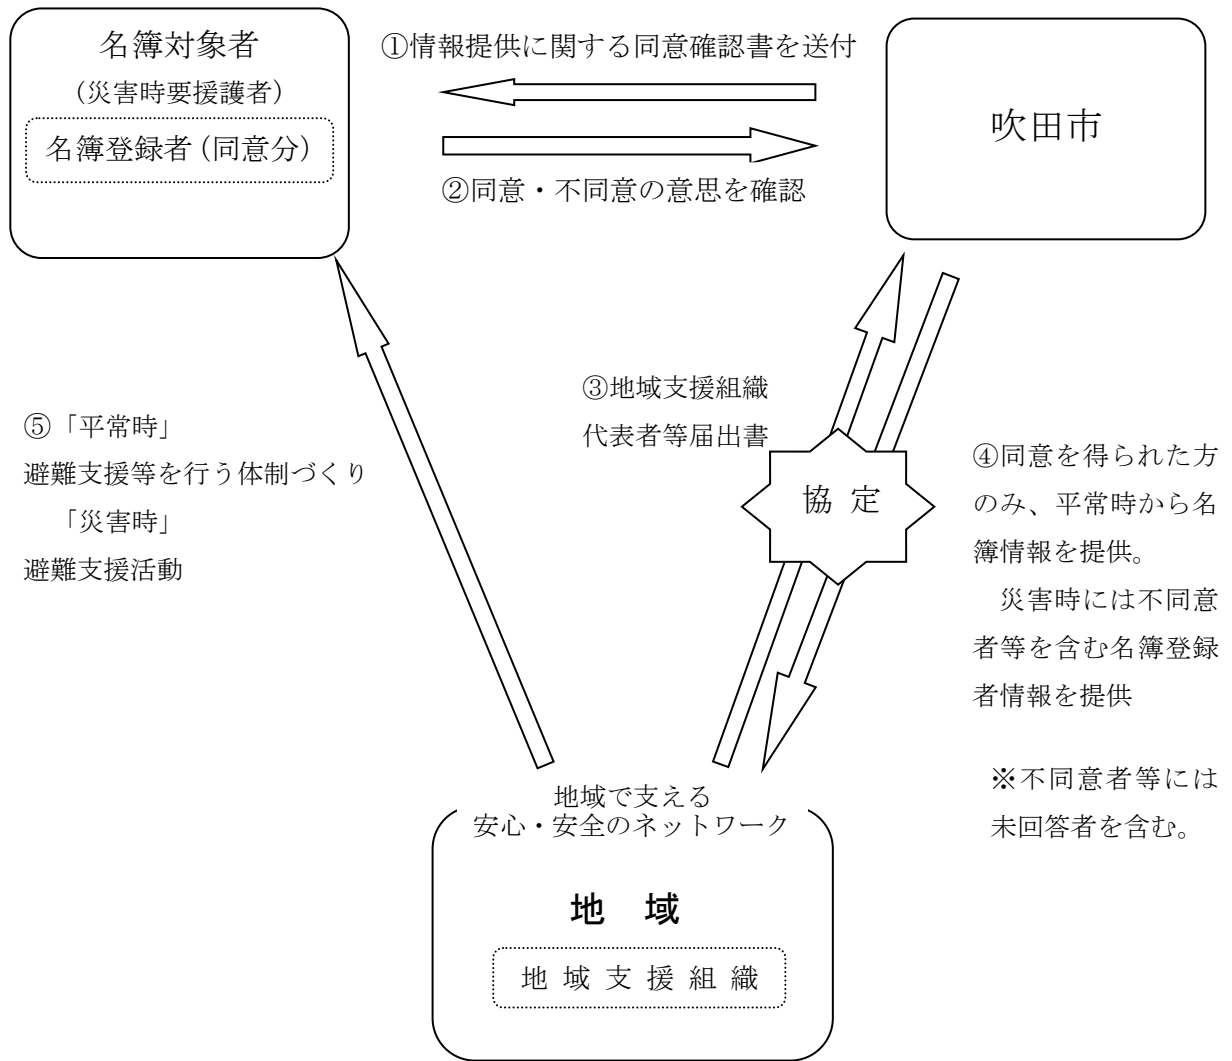 名簿対象者
(災害時要援護者)
名簿登録者(同意分)
①情報提供に関する同意確認書を送付
②同意・不同意の意思を確認
吹田市
③地域支援組織
代表者等届出書
協 定
④同意を得られた方
のみ、平常時から名
簿情報を提供。
災害時には不同意
者等を含む名簿登録
者情報を提供
※不同意者等には
未回答者を含む。
⑤「平常時」
避難支援等を行う体制づくり
「災害時」
避難支援活動
地域で支える
安心・安全のネットワーク
地 域
地 域 支 援 組 織